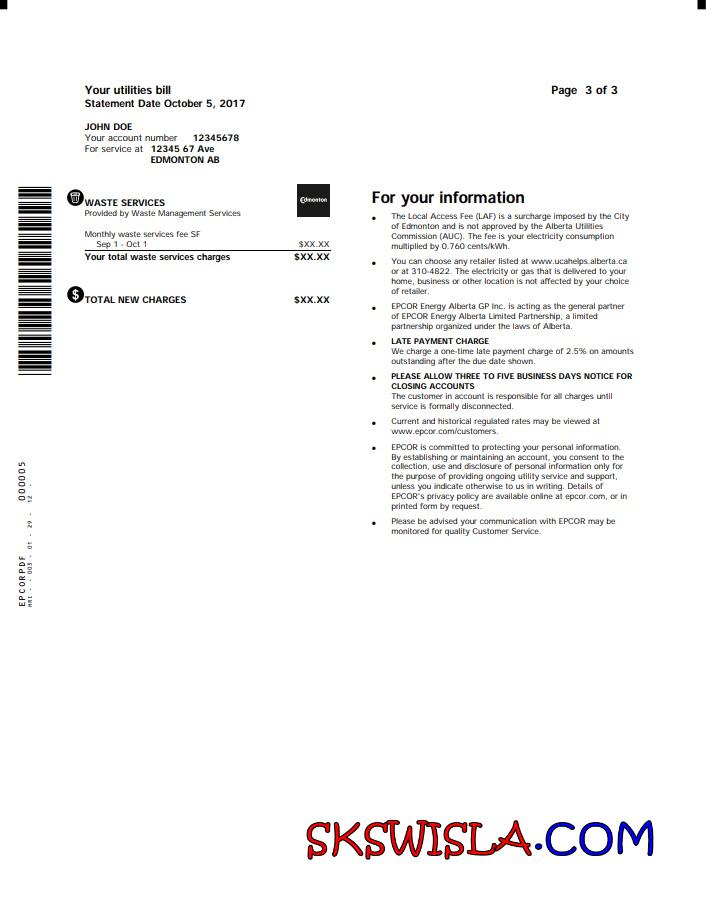 Your utilities bill
Statement Date October 5, 2017
Page 3 of 3
JOHN DOE
Your account number 12345678
For service at 12345 67 Ave
EDMONTON AB
WASTE SERVICES
Provided by Waste Management Services
Edmonton
Monthly waste services fee SF
Sep 1 - Oct 1 $XX.XX
Your total waste services charges $XX.XX
$
TOTAL NEW CHARGES $XX.XX
For your information
• The Local Access Fee (LAF) is a surcharge imposed by the City
of Edmonton and is not approved by the Alberta Utilities
Commission (AUC). The fee is your electricity consumption
multiplied by 0.760 cents/kWh.
• You can choose any retailer listed at www.ucahelps.alberta.ca
or at 310-4822. The electricity or gas that is delivered to your
home, business or other location is not affected by your choice
of retailer.
• EPCOR Energy Alberta GP Inc. is acting as the general partner
of EPCOR Energy Alberta Limited Partnership, a limited
partnership organized under the laws of Alberta.
• LATE PAYMENT CHARGE
We charge a one-time late payment charge of 2.5% on amounts
outstanding after the due date shown.
• PLEASE ALLOW THREE TO FIVE BUSINESS DAYS NOTICE FOR
CLOSING ACCOUNTS
The customer in account is responsible for all charges until
service is formally disconnected.
• Current and historical regulated rates may be viewed at
www.epcor.com/customers.
• EPCOR is committed to protecting your personal information.
By establishing or maintaining an account, you consent to the
collection, use and disclosure of personal information only for
the purpose of providing ongoing utility service and support,
unless you indicate otherwise to us in writing. Details of
EPCOR's privacy policy are available online at epcor.com, or in
printed form by request.
• Please be advised your communication with EPCOR may be
monitored for quality Customer Service.
EPCORPDF 000005
- 003 - 01 - 29 - 12 -
SKSWISLA.COM